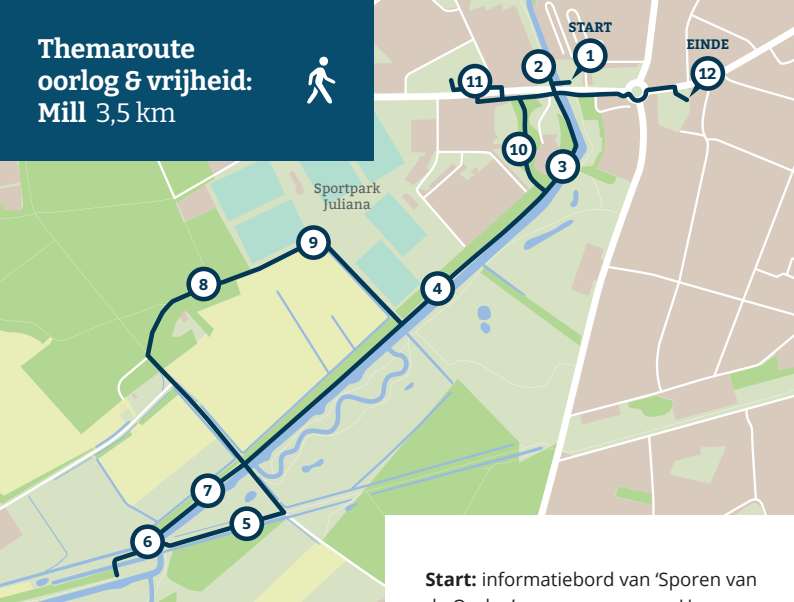 Themaroute
oorlog & vrijheid:
Mill 3,5 km
START
EINDE
1
2
12
11
10
3
Sportpark
Juliana
9
8
4
7
5
6
Start: informatiebord van ‘Sporen van